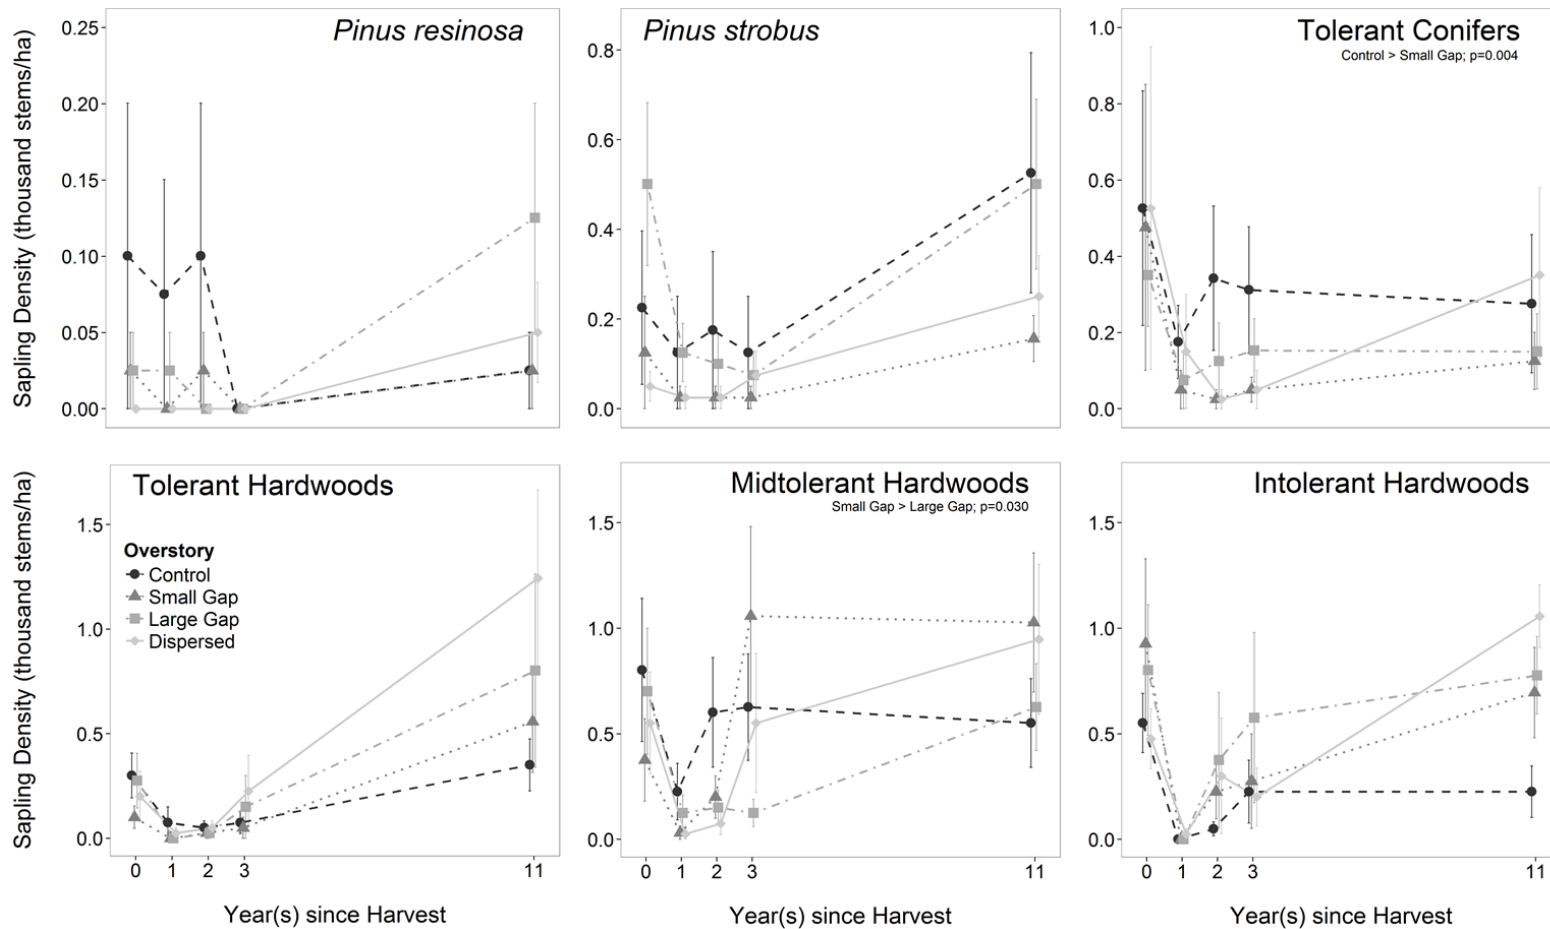 Pinus resinosa
Sapling Density (thousand stems/ha)
0.25
0.20
0.15
0.10
0.05
0.00
Pinus strobus
0.8
0.6
0.4
0.2
0.0
Tolerant Conifers
Control > Small Gap; p=0.004
1.0
0.8
0.6
0.4
0.2
0.0
Tolerant Hardwoods
Sapling Density (thousand stems/ha)
1.5
1.0
0.5
0.0
Overstory
Control
Small Gap
Large Gap
Dispersed
0 1 2 3 11
Year(s) since Harvest
Midtolerant Hardwoods
Small Gap > Large Gap; p=0.030
1.5
1.0
0.5
0.0
0 1 2 3 11
Year(s) since Harvest
Intolerant Hardwoods
1.5
1.0
0.5
0.0
0 1 2 3 11
Year(s) since Harvest